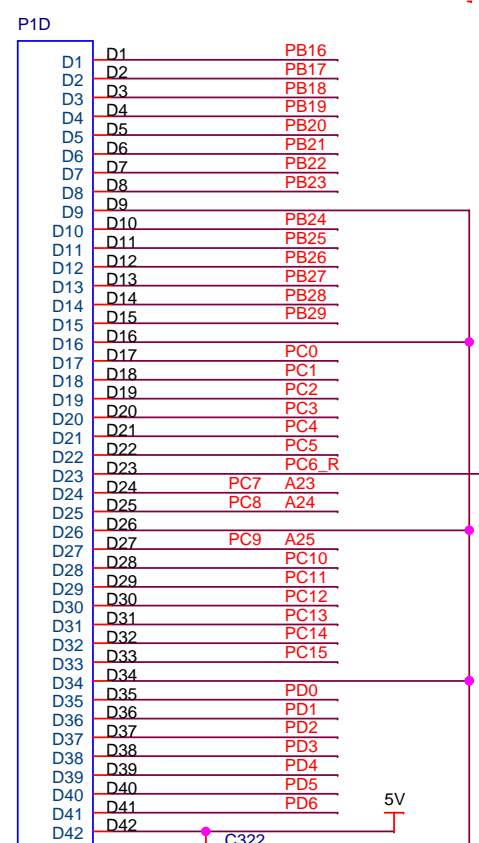 P1D
D1 D1 PB16
D2 D2 PB17
D3 D3 PB18
D4 D4 PB19
D5 D5 PB20
D6 D6 PB21
D7 D7 PB22
D8 D8 PB23
D9 D9
D10 D10 PB24
D11 D11 PB25
D12 D12 PB26
D13 D13 PB27
D14 D14 PB28
D15 D15 PB29
D16 D16
D17 D17 PC0
D18 D18 PC1
D19 D19 PC2
D20 D20 PC3
D21 D21 PC4
D22 D22 PC5
D23 D23 PC6_R
D24 D24 PC7 A23
D25 D25 PC8 A24
D26 D26
D27 D27 PC9 A25
D28 D28 PC10
D29 D29 PC11
D30 D30 PC12
D31 D31 PC13
D32 D32 PC14
D33 D33 PC15
D34 D34
D35 D35 PD0
D36 D36 PD1
D37 D37 PD2
D38 D38 PD3
D39 D39 PD4
D40 D40 PD5
D41 D41 PD6 5V
D42 D42
C322